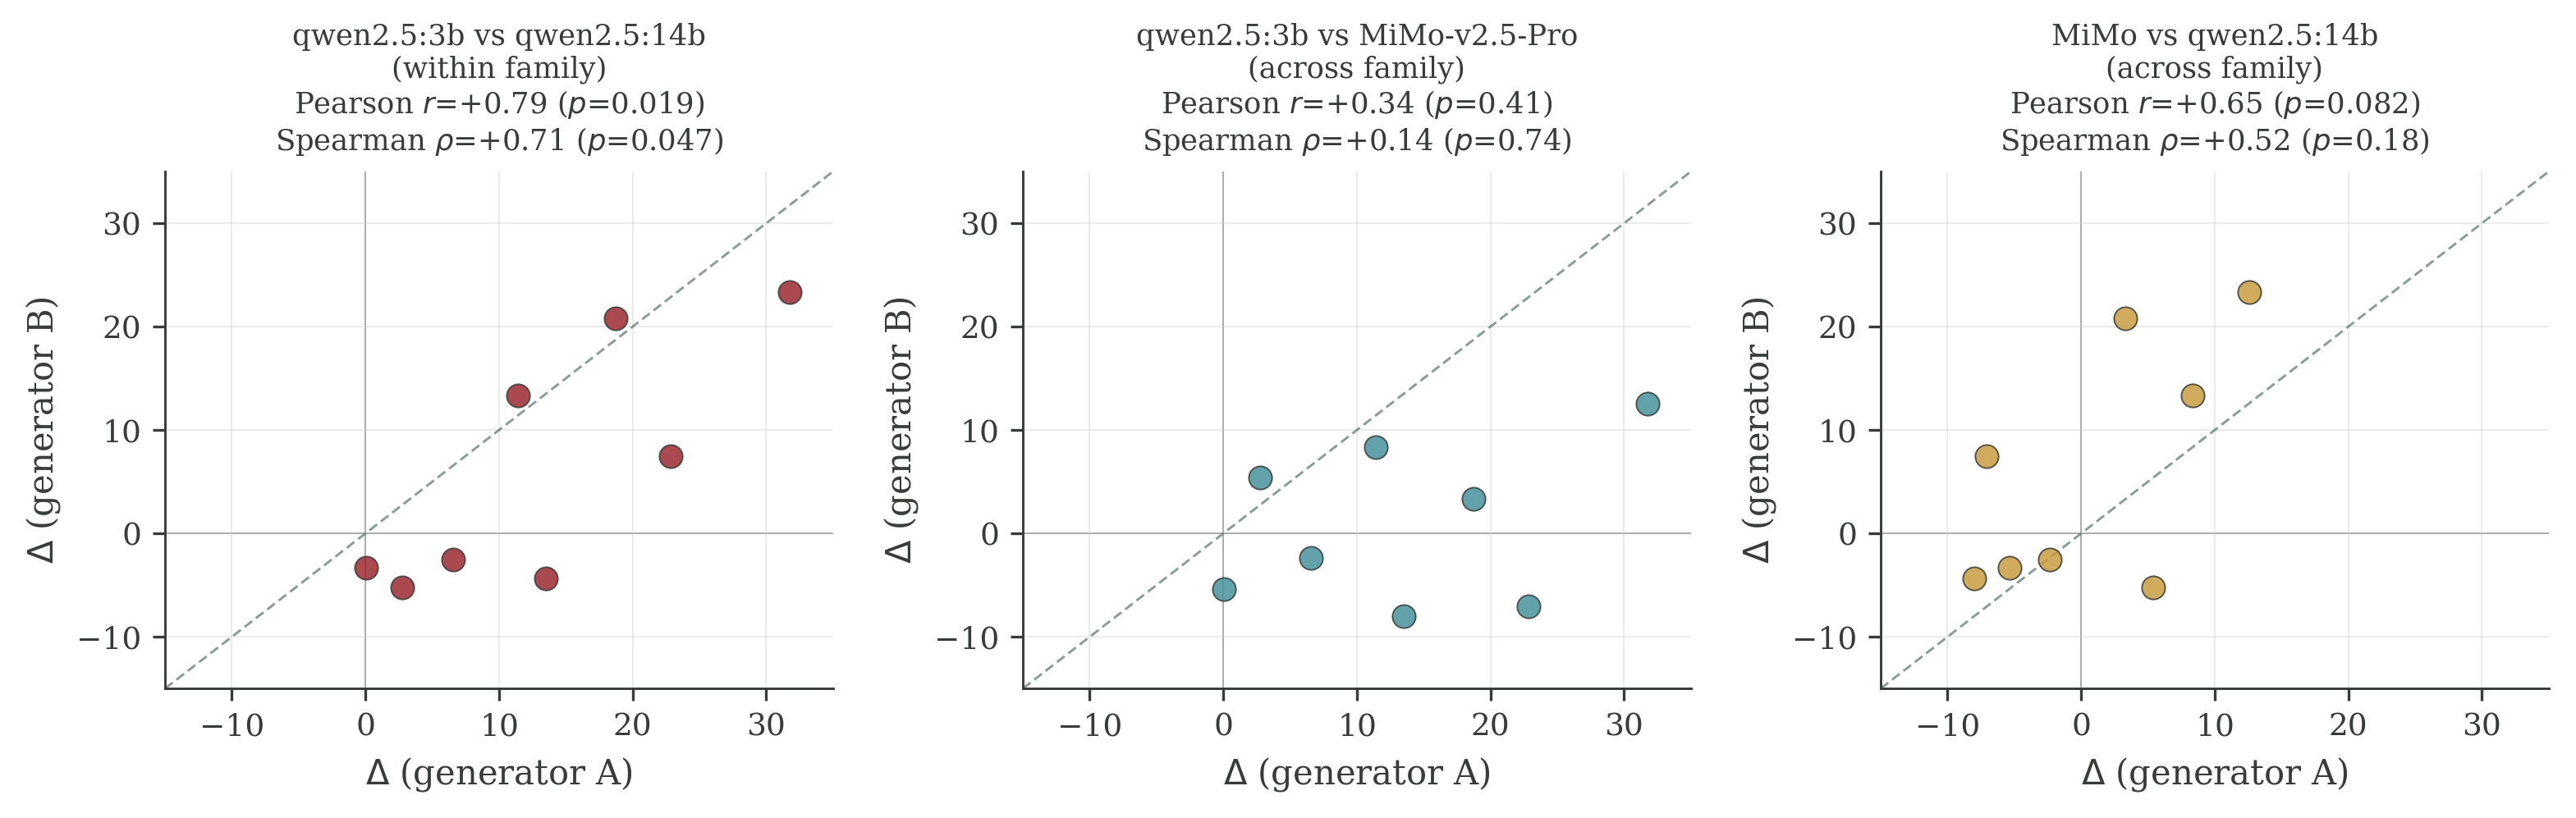 qwen2.5:3b vs qwen2.5:14b
(within family)
Pearson r=+0.79 (p=0.019)
Spearman ρ=+0.71 (p=0.047)
30
20
10
0
−10
−10
0
10
20
30
Δ (generator B)
Δ (generator A)
qwen2.5:3b vs MiMo-v2.5-Pro
(across family)
Pearson r=+0.34 (p=0.41)
Spearman ρ=+0.14 (p=0.74)
30
20
10
0
−10
−10
0
10
20
30
Δ (generator B)
Δ (generator A)
MiMo vs qwen2.5:14b
(across family)
Pearson r=+0.65 (p=0.082)
Spearman ρ=+0.52 (p=0.18)
30
20
10
0
−10
−10
0
10
20
30
Δ (generator B)
Δ (generator A)